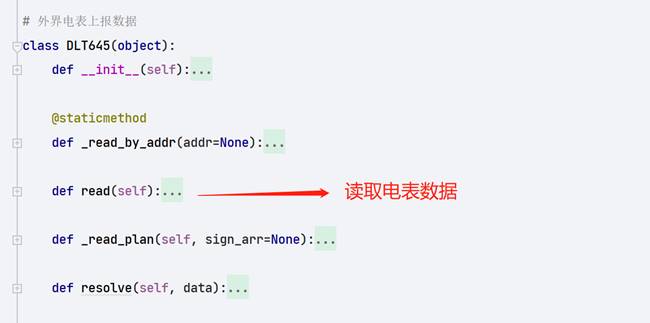 # 外界电表上报数据
class DLT645(object):
def __init__(self):...
@staticmethod
def _read_by_addr(addr=None):...
def read(self):... 读取电表数据
def _read_plan(self, sign_arr=None):...
def resolve(self, data):...